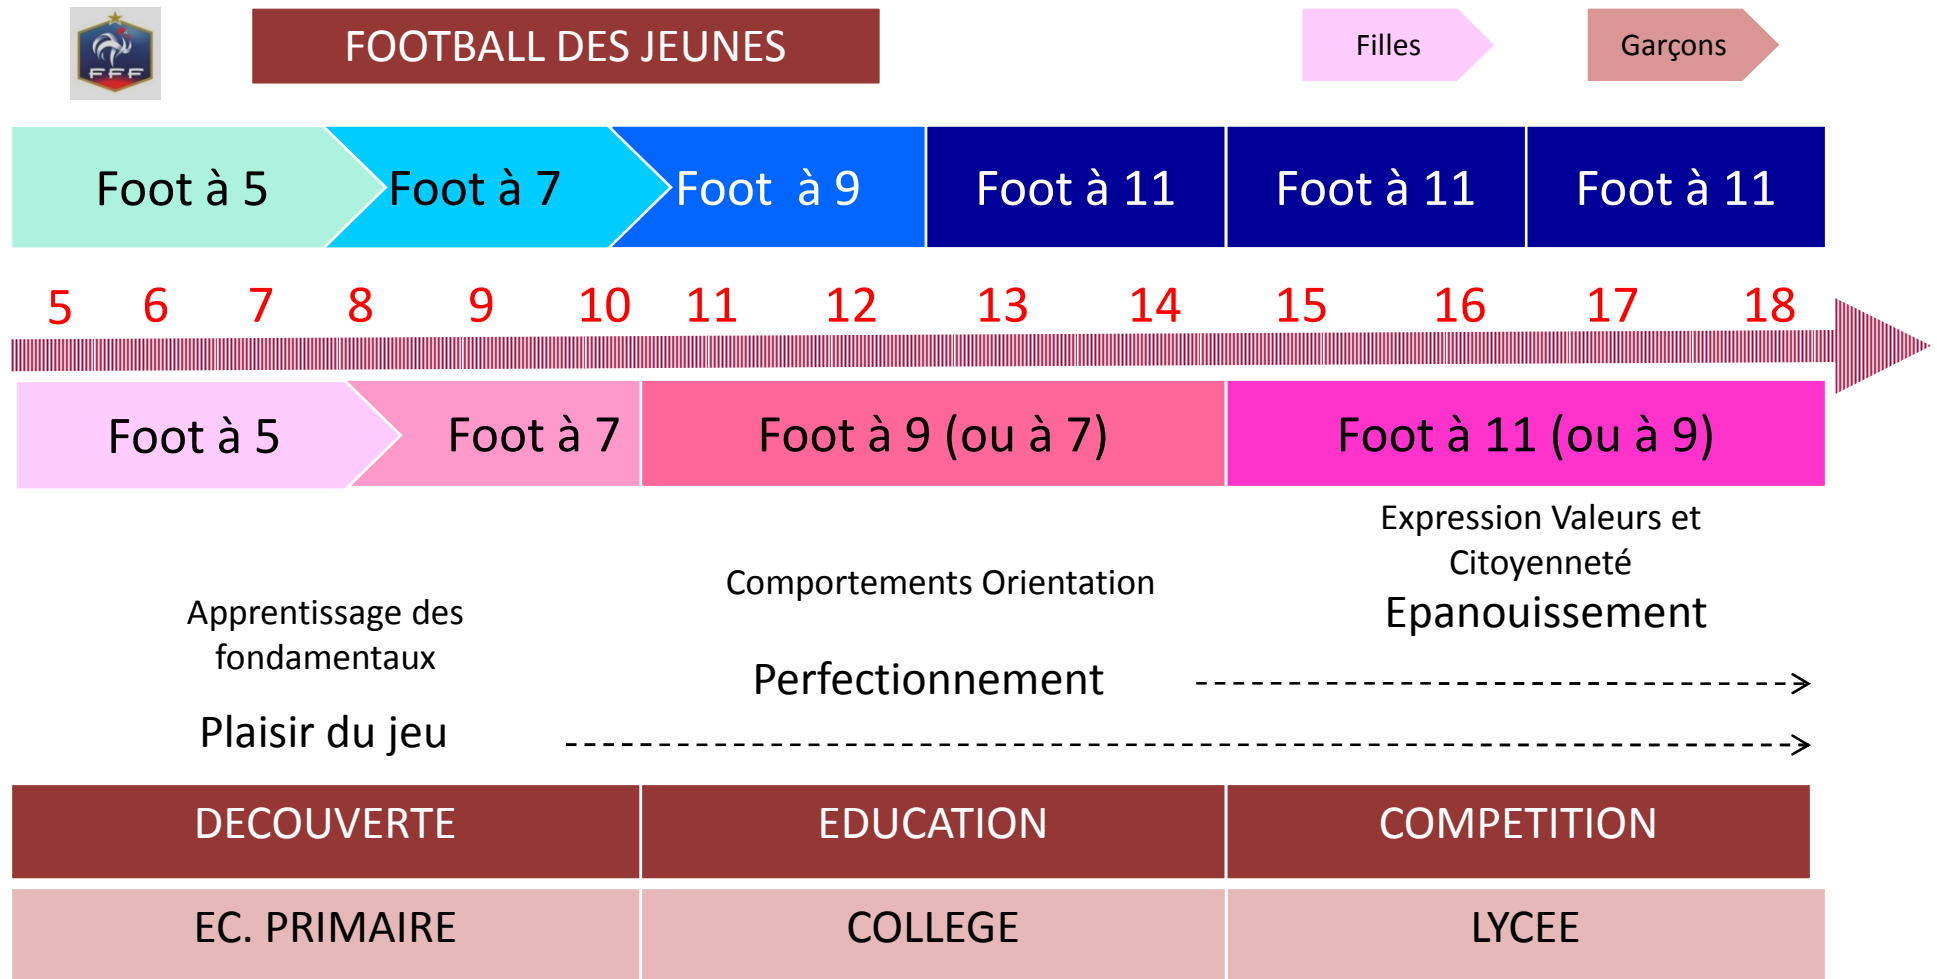 FFF
FOOTBALL DES JEUNES
Filles
Garçons
Foot à 5
Foot à 7
Foot à 9
Foot à 11
Foot à 11
Foot à 11
5 6 7 8 9 10 11 12 13 14 15 16 17 18
Foot à 5
Foot à 7
Foot à 9 (ou à 7)
Foot à 11 (ou à 9)
Apprentissage des
fondamentaux
Plaisir du jeu
Comportements Orientation
Perfectionnement
Expression Valeurs et
Citoyenneté
Epanouissement
DECOUVERTE
EDUCATION
COMPETITION
EC. PRIMAIRE
COLLEGE
LYCEE